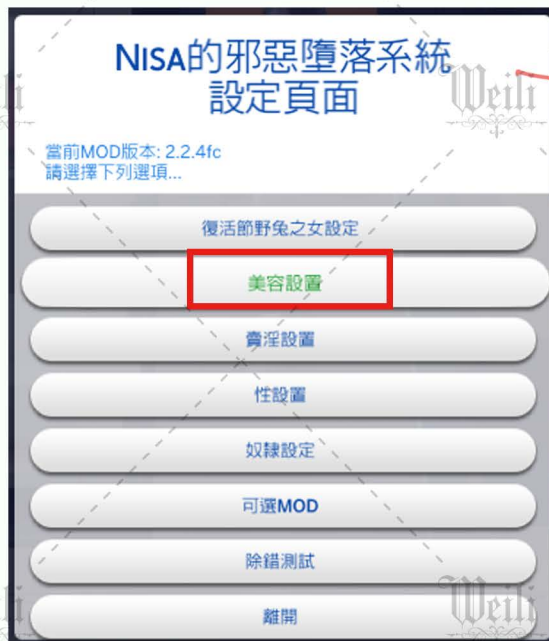 NISA的邪惡墮落系統
設定頁面
當前MOD版本: 2.2.4fc
請選擇下列選項...
復活節野兔之女設定
美容設置
賣淫設置
性設置
奴隸設定
可選MOD
除錯測試
離開
Weili
Weili
li
li